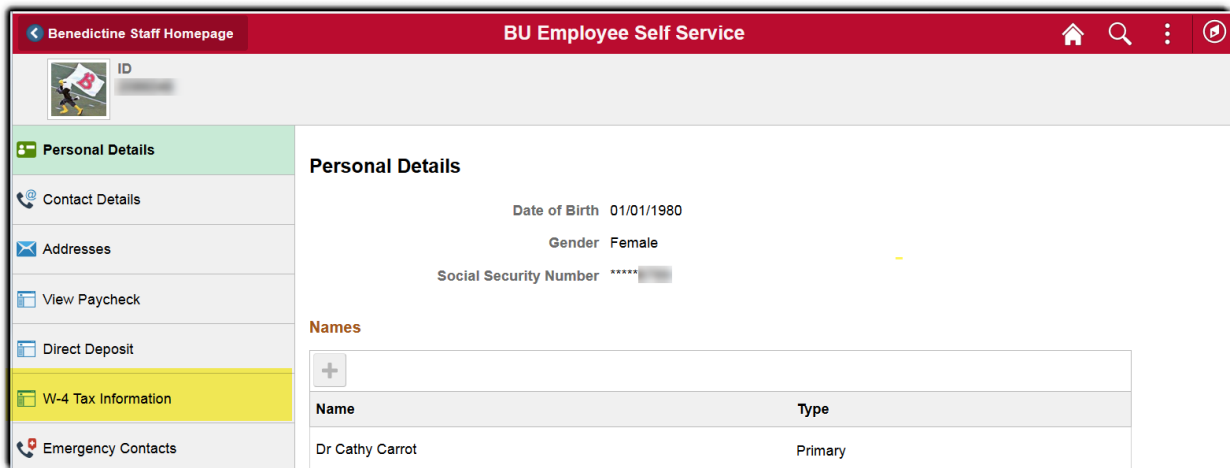 Benedictine Staff Homepage
BU Employee Self Service
ID
B
Personal Details
Contact Details
Addresses
View Paycheck
Direct Deposit
W-4 Tax Information
Emergency Contacts
Personal Details
Date of Birth 01/01/1980
Gender Female
Social Security Number *****
Names
+
Name Type
Dr Cathy Carrot Primary